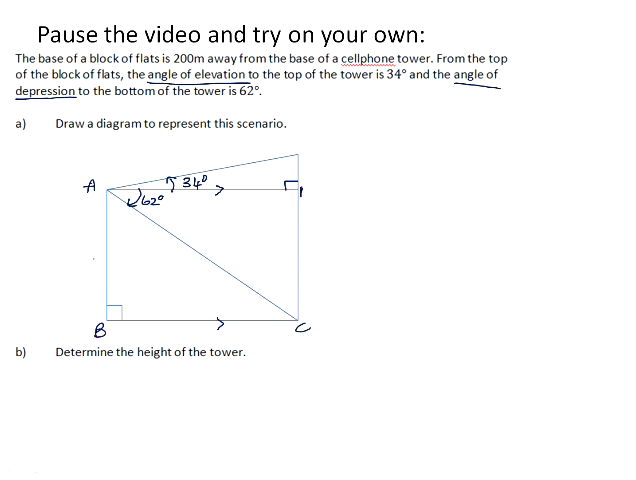 Pause the video and try on your own:
The base of a block of flats is 200m away from the base of a cellphone tower. From the top
of the block of flats, the angle of elevation to the top of the tower is 34° and the angle of
depression to the bottom of the tower is 62°.
a) Draw a diagram to represent this scenario.
A 34°
62°
B C
b) Determine the height of the tower.